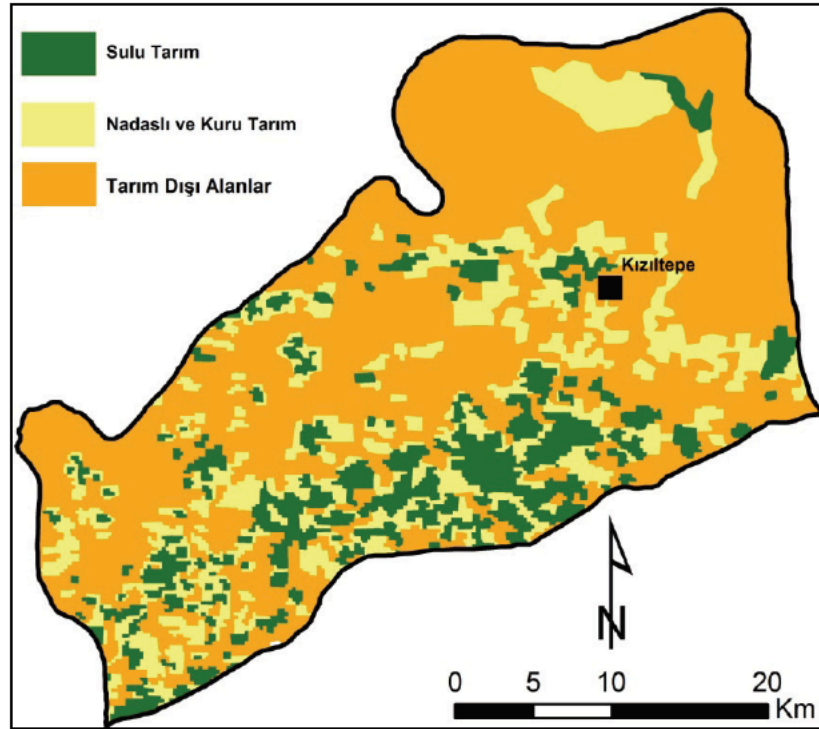 Sulu Tarım
Nadaslı ve Kuru Tarım
Tarım Dışı Alanlar
Kızıltepe
N
0 5 10 20
Km